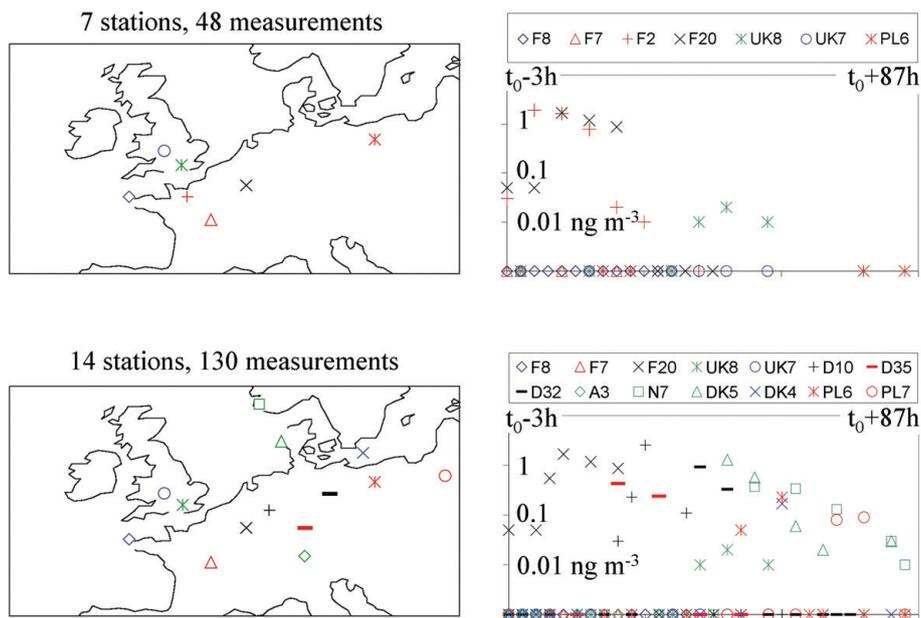 7 stations, 48 measurements
F8 F7 F2 F20 UK8 UK7 PL6
t₀-3h t₀+87h
1
0.1
0.01 ng m⁻³
14 stations, 130 measurements
F8 F7 F20 UK8 UK7 D10 D35
D32 A3 N7 DK5 DK4 PL6 PL7
t₀-3h t₀+87h
1
0.1
0.01 ng m⁻³